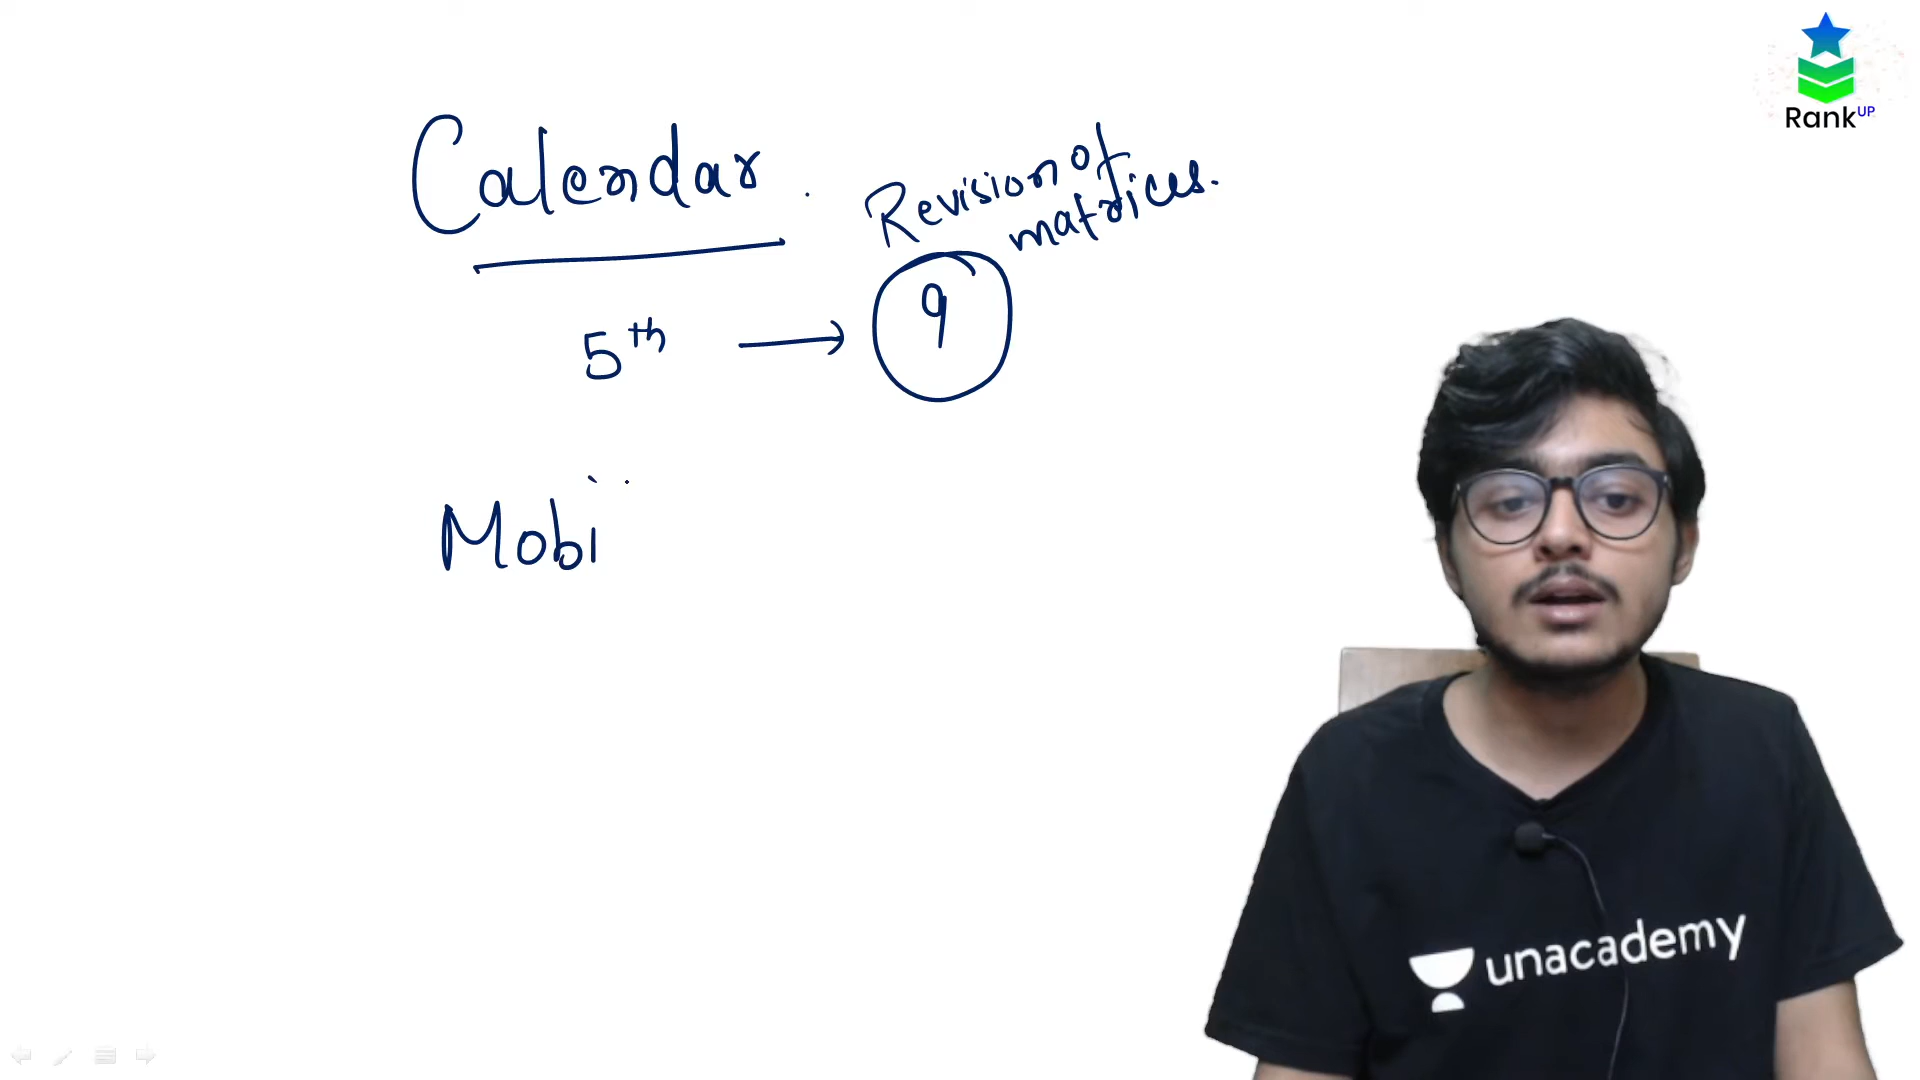 Calendar.
Revision of
matrices.
5th → 9
Mobi
RankUP
unacademy